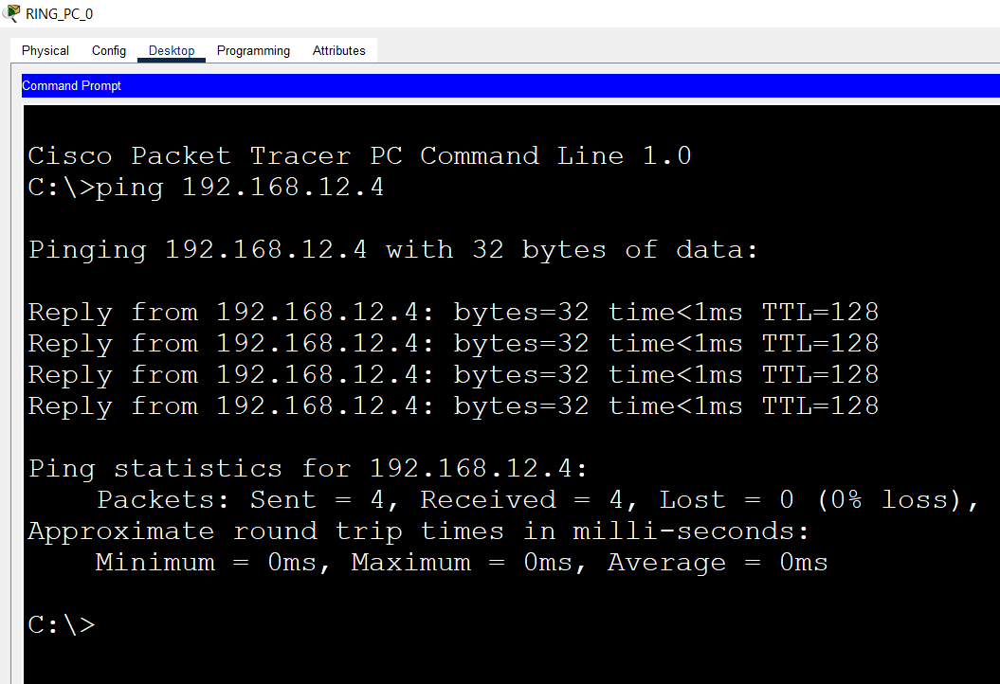 RING_PC_0
Physical Config Desktop Programming Attributes
Command Prompt
Cisco Packet Tracer PC Command Line 1.0
C:\>ping 192.168.12.4
Pinging 192.168.12.4 with 32 bytes of data:
Reply from 192.168.12.4: bytes=32 time<1ms TTL=128
Reply from 192.168.12.4: bytes=32 time<1ms TTL=128
Reply from 192.168.12.4: bytes=32 time<1ms TTL=128
Reply from 192.168.12.4: bytes=32 time<1ms TTL=128
Ping statistics for 192.168.12.4:
    Packets: Sent = 4, Received = 4, Lost = 0 (0% loss),
Approximate round trip times in milli-seconds:
    Minimum = 0ms, Maximum = 0ms, Average = 0ms
C:\>